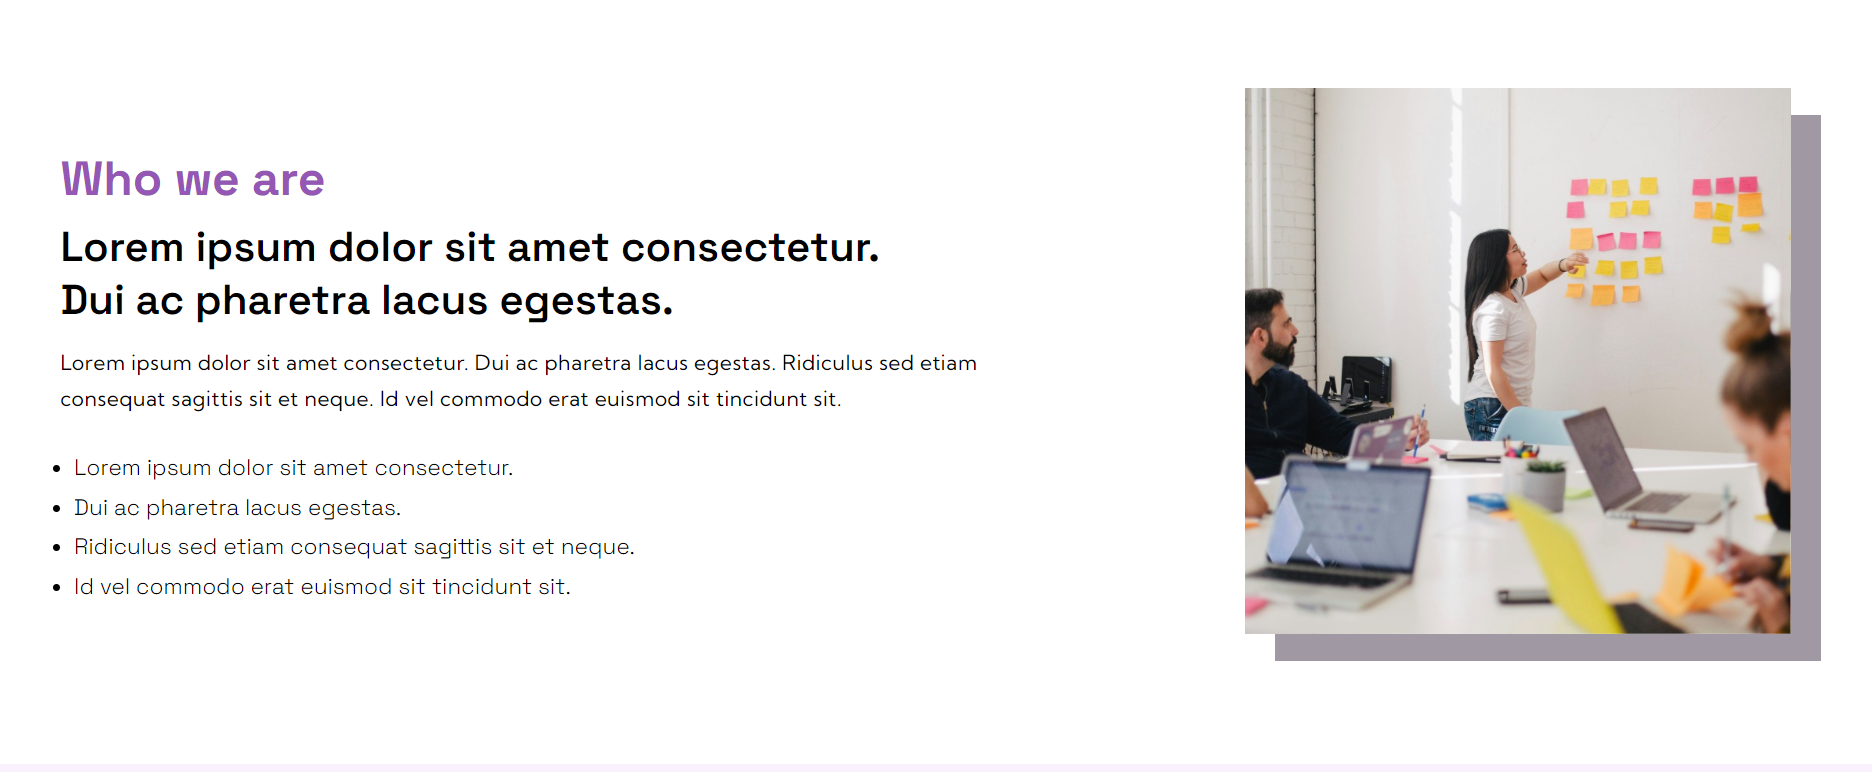 Who we are
Lorem ipsum dolor sit amet consectetur.
Dui ac pharetra lacus egestas.
Lorem ipsum dolor sit amet consectetur. Dui ac pharetra lacus egestas. Ridiculus sed etiam
consequat sagittis sit et neque. Id vel commodo erat euismod sit tincidunt sit.
• Lorem ipsum dolor sit amet consectetur.
• Dui ac pharetra lacus egestas.
• Ridiculus sed etiam consequat sagittis sit et neque.
• Id vel commodo erat euismod sit tincidunt sit.